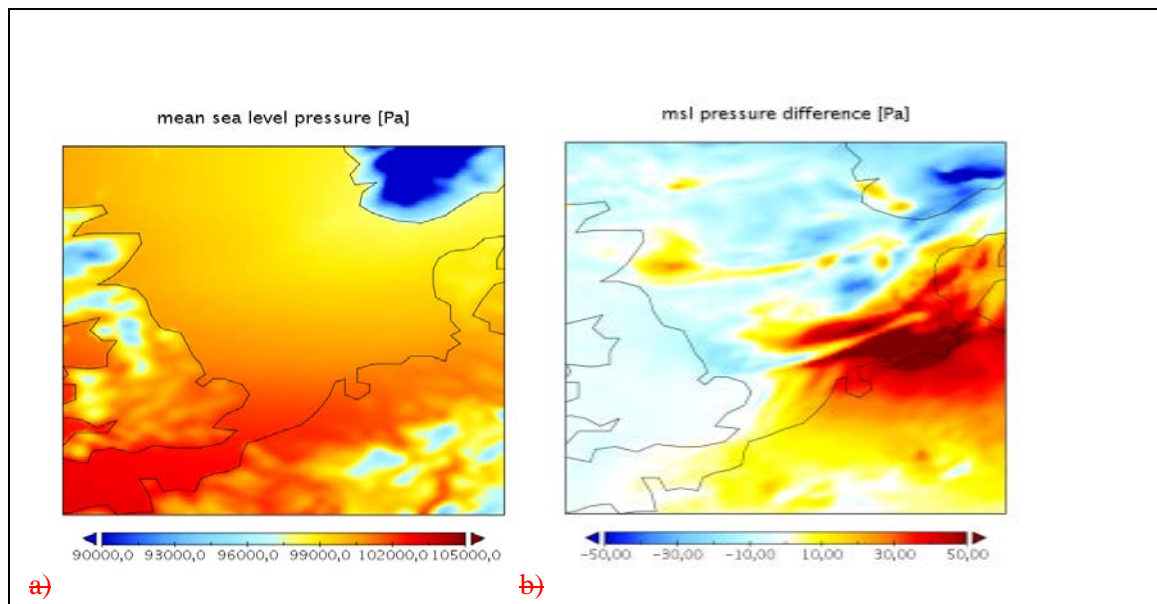 mean sea level pressure [Pa]
msl pressure difference [Pa]
90000,0 93000,0 96000,0 99000,0 102000,0 105000,0
-50,00 -30,00 -10,00 10,00 30,00 50,00
a) b)